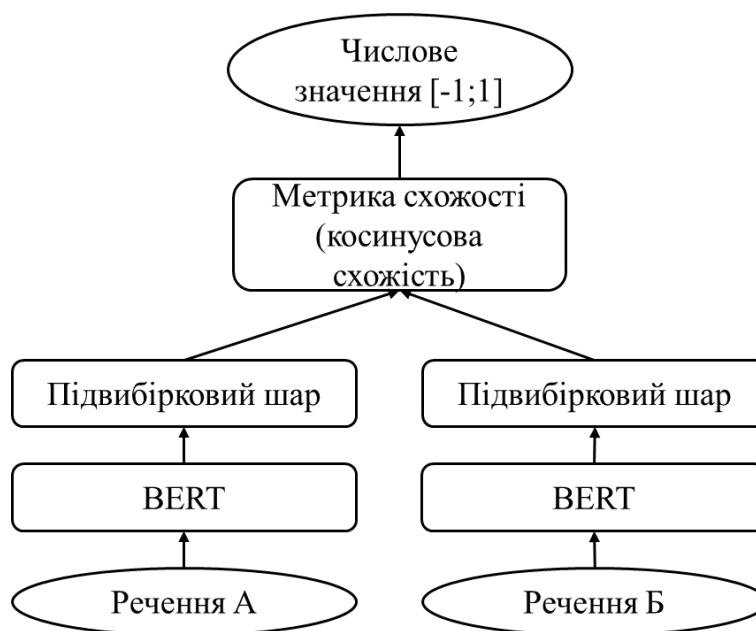 Числове
значення [-1;1]
Метрика схожості
(косинусова
схожість)
Підвибірковий шар
Підвибірковий шар
BERT
BERT
Речення А
Речення Б